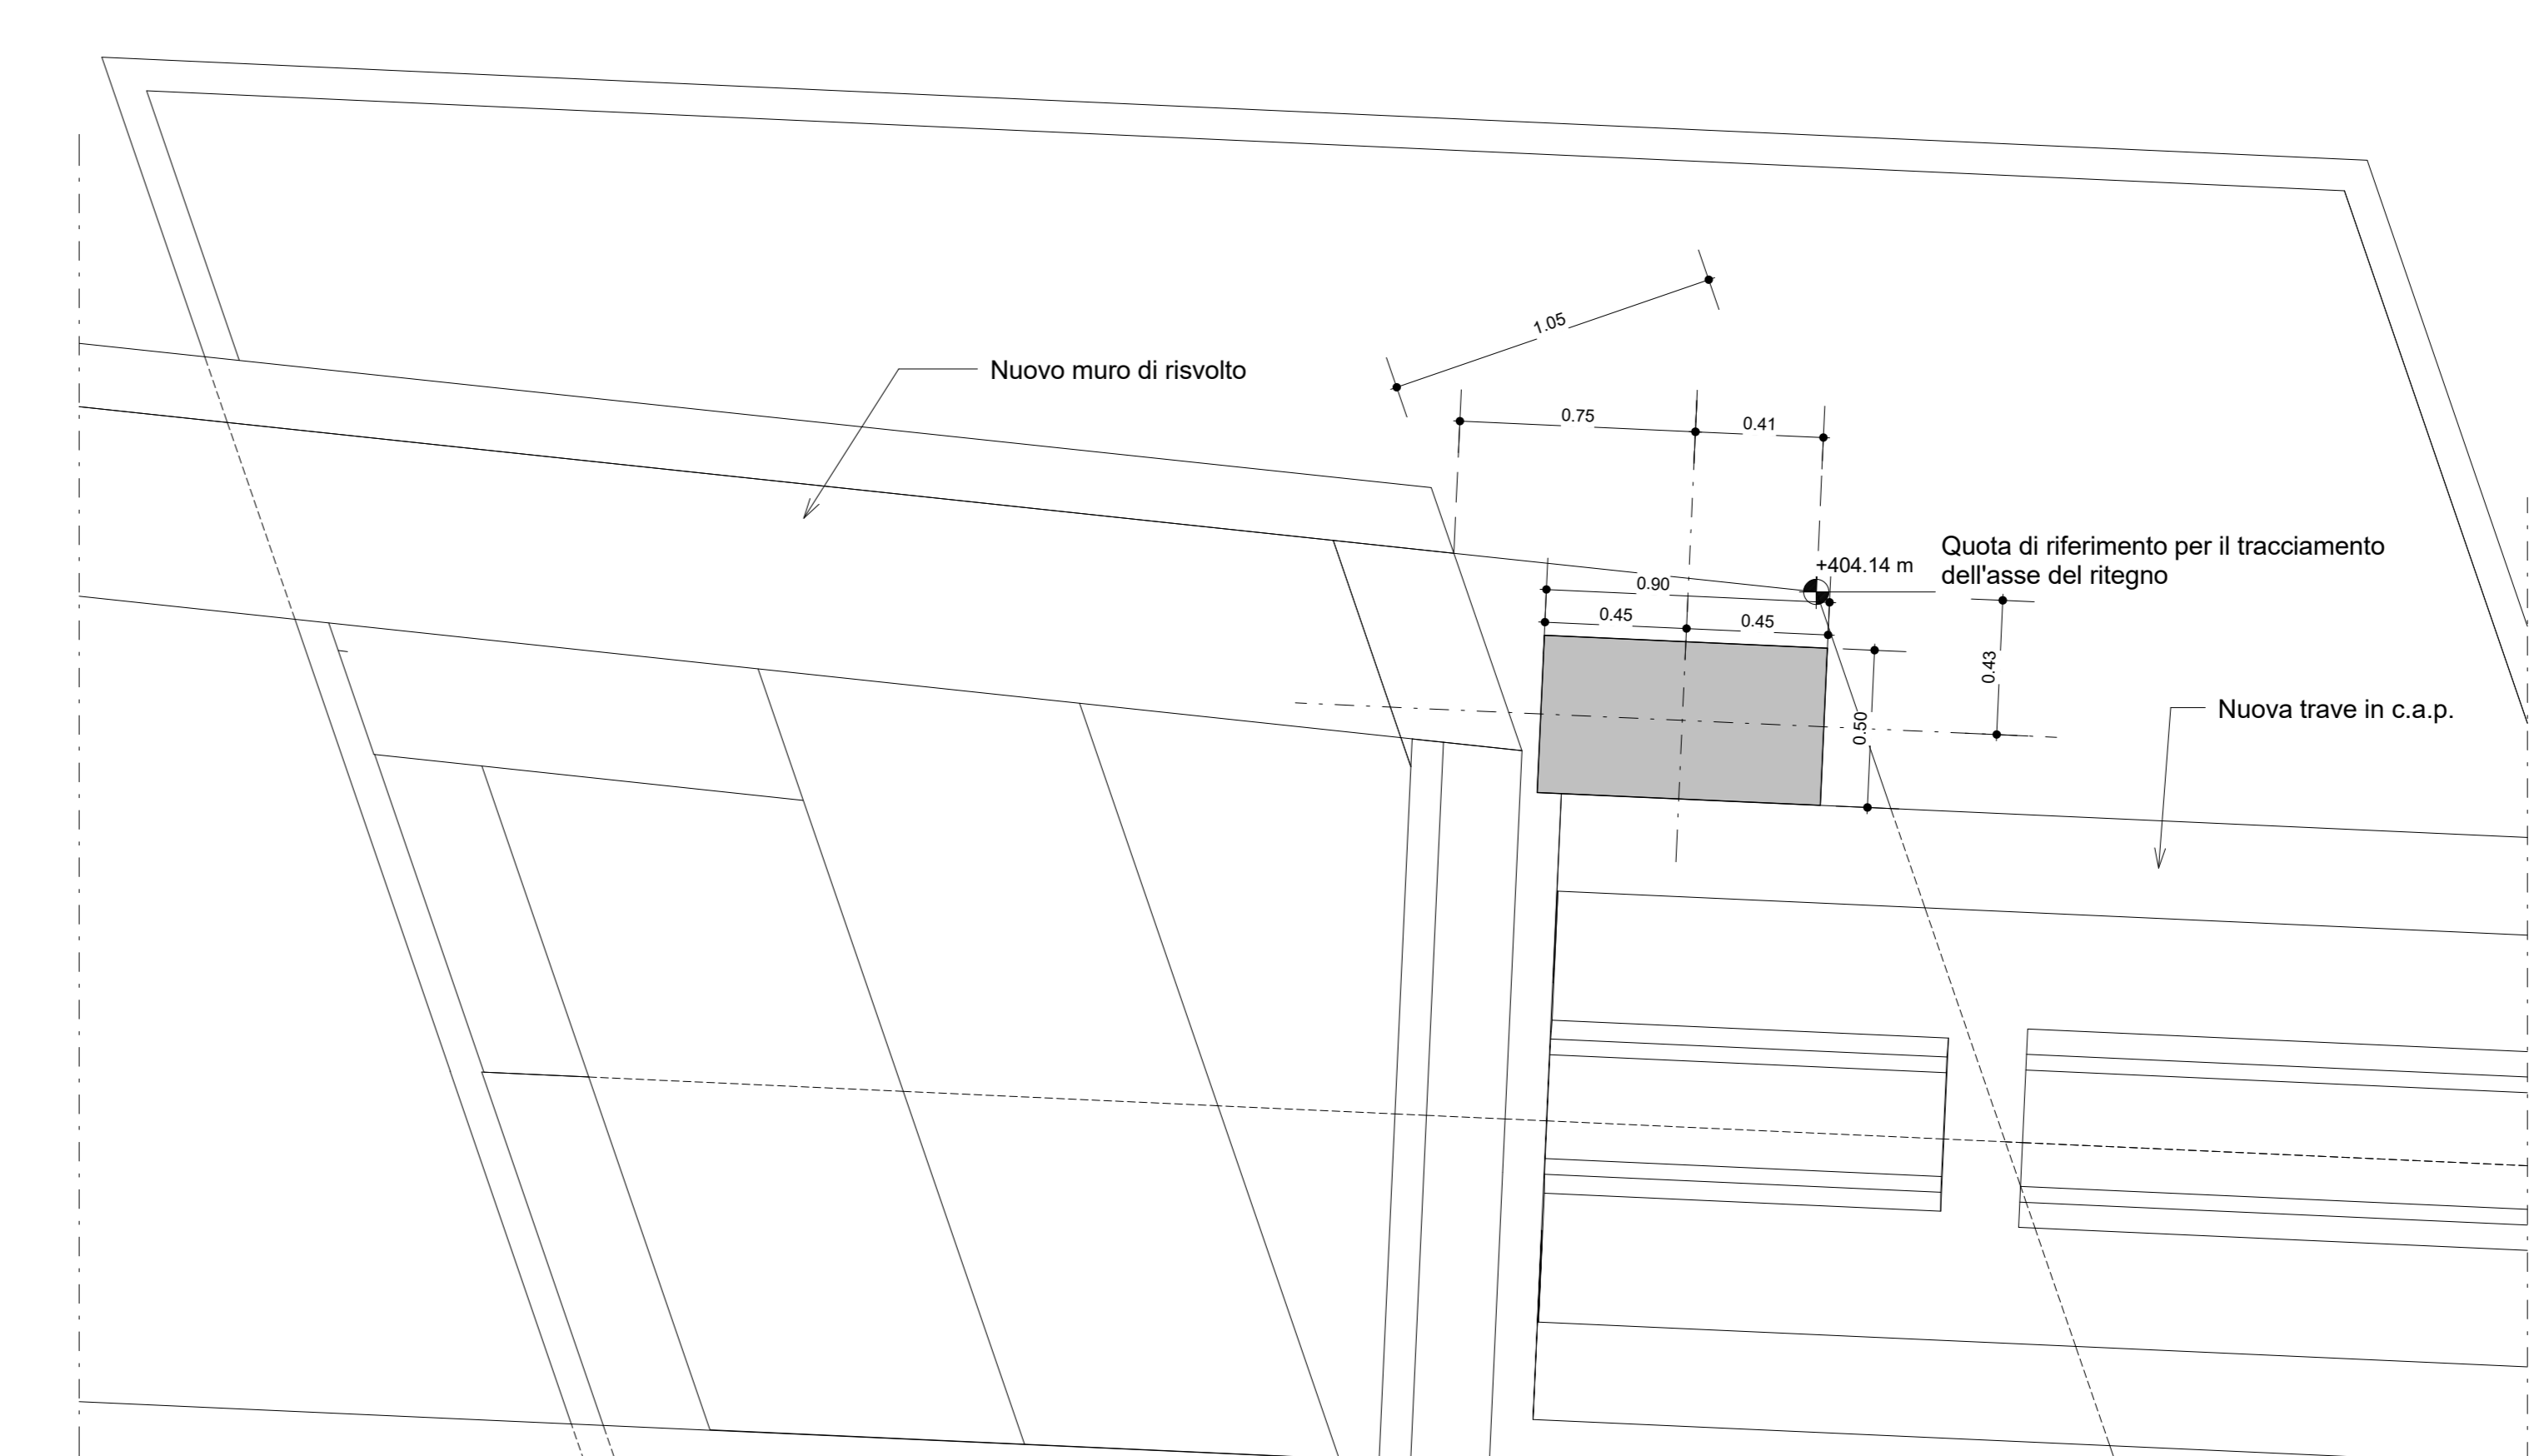 1.05
Nuovo muro di risvolto
0.75
0.41
Quota di riferimento per il tracciamento
dell'asse del ritegno
+404.14 m
0.90
0.45
0.45
0.43
0.50
Nuova trave in c.a.p.